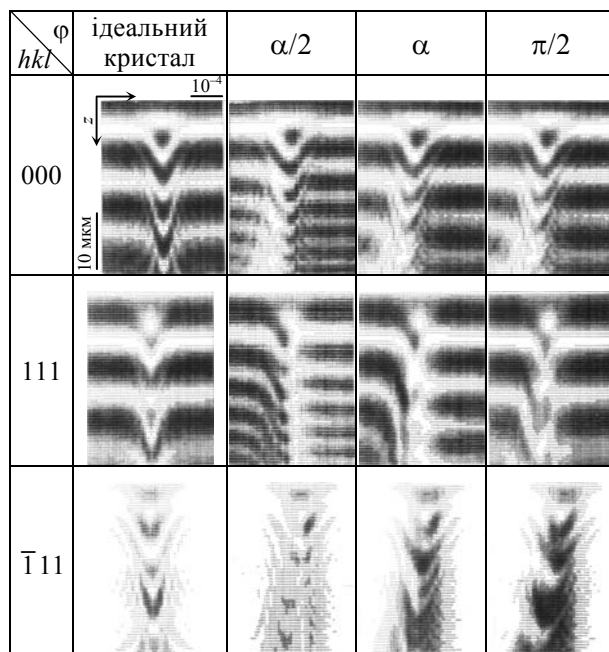 φ
hkl
ідеальний
кристал
α/2
α
π/2
10⁻⁴
z
000
10 мкм
111
1̅11